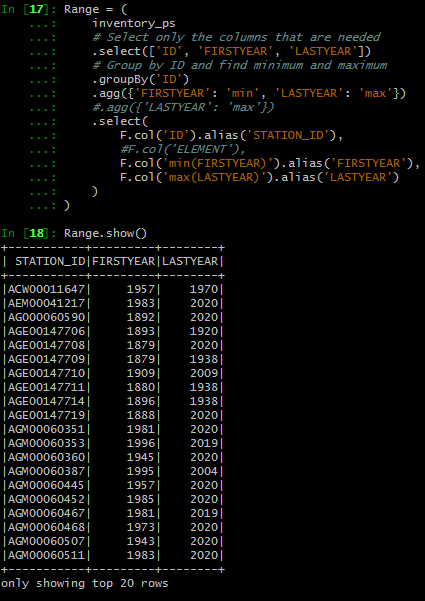 In [17]: Range = (
    ...:     inventory_ps
    ...:     # Select only the columns that are needed
    ...:     .select(['ID', 'FIRSTYEAR', 'LASTYEAR'])
    ...:     # Group by ID and find minimum and maximum
    ...:     .groupBy('ID')
    ...:     .agg({'FIRSTYEAR': 'min', 'LASTYEAR': 'max'})
    ...:     #.agg({'LASTYEAR': 'max'})
    ...:     .select(
    ...:         F.col('ID').alias('STATION_ID'),
    ...:         #F.col('ELEMENT'),
    ...:         F.col('min(FIRSTYEAR)').alias('FIRSTYEAR'),
    ...:         F.col('max(LASTYEAR)').alias('LASTYEAR')
    ...:     )
    ...: )
In [18]: Range.show()
+-----------+---------+--------+
| STATION_ID|FIRSTYEAR|LASTYEAR|
+-----------+---------+--------+
|ACW00011647|     1957|    1970|
|AEM00041217|     1983|    2020|
|AG000060590|     1892|    2020|
|AGE00147706|     1893|    1920|
|AGE00147708|     1879|    2020|
|AGE00147709|     1879|    1938|
|AGE00147710|     1909|    2009|
|AGE00147711|     1880|    1938|
|AGE00147714|     1896|    1938|
|AGE00147719|     1888|    2020|
|AGM00060351|     1981|    2020|
|AGM00060353|     1996|    2019|
|AGM00060360|     1945|    2020|
|AGM00060387|     1995|    2004|
|AGM00060445|     1957|    2020|
|AGM00060452|     1985|    2020|
|AGM00060467|     1981|    2019|
|AGM00060468|     1973|    2020|
|AGM00060507|     1943|    2020|
|AGM00060511|     1983|    2020|
+-----------+---------+--------+
only showing top 20 rows